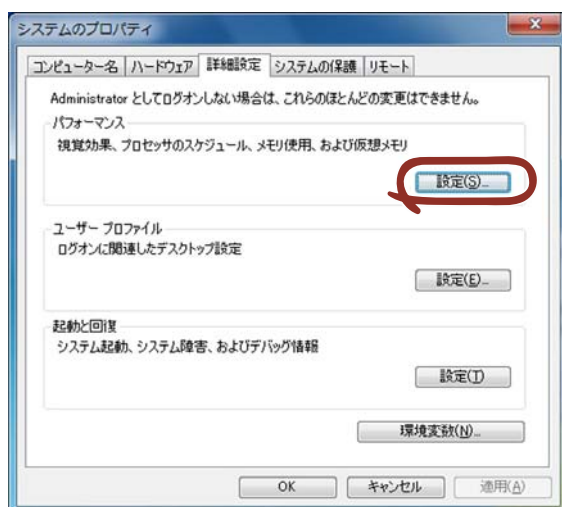 システムのプロパティ
コンピューター名 ハードウェア 詳細設定 システムの保護 リモート
Administrator としてログオンしない場合は、これらのほとんどの変更はできません。
パフォーマンス
視覚効果、プロセッサのスケジュール、メモリ使用、および仮想メモリ
設定(S)...
ユーザー プロファイル
ログオンに関連したデスクトップ設定
設定(E)...
起動と回復
システム起動、システム障害、およびデバッグ情報
設定(T)
環境変数(N)...
OK キャンセル 適用(A)